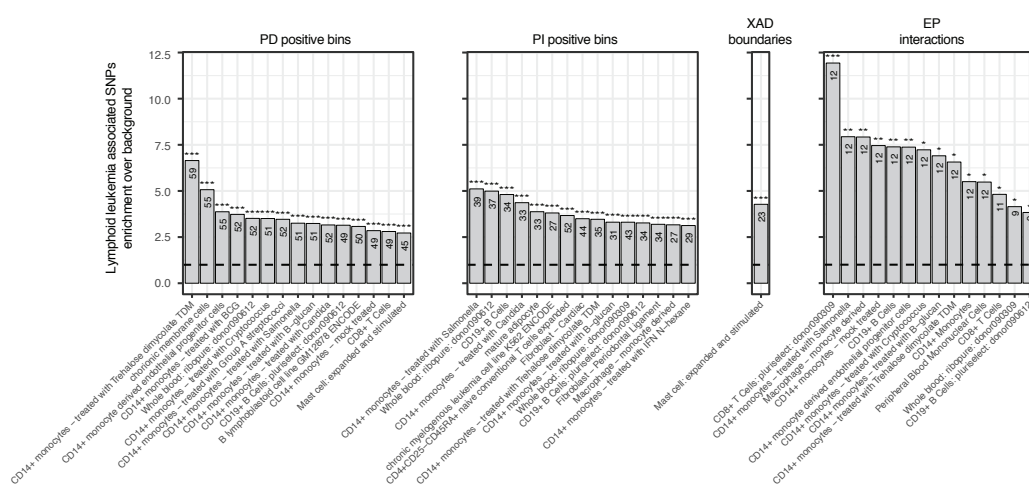 XAD
boundaries
EP
interactions
PD positive bins
PI positive bins
Lymphoid leukemia associated SNPs
enrichment over background
12.5
10.0
7.5
5.0
2.5
0.0
*** *** *** *** *** *** *** *** *** *** *** *** *** *** ***
59 55 55 52 52 51 52 51 51 52 49 50 49 49 45
*** *** *** *** *** *** *** *** *** *** *** *** *** *** ***
39 37 34 33 33 27 52 44 35 31 43 34 34 27 29
***
23
*** ** ** ** ** ** * * * * * * *
12 12 12 12 12 12 12 12 12 12 12 11 9 9
CD14+ monocytes − treated with Trehalose dimycolate TDM
chorionic membrane cells
CD14+ monocyte derived endothelial progenitor cells
CD14+ monocytes − treated with BCG
Whole blood: ribopure: donor090612
CD14+ monocytes − treated with Cryptococcus
CD14+ monocytes − treated with Group A streptococci
CD14+ monocytes − treated with Salmonella
CD14+ monocytes − treated with B−glucan
CD14+ monocytes − treated with Candida
CD19+ B Cells: pluriselect: donor090612
B lymphoblastoid cell line GM12878 ENCODE
CD14+ monocytes − mock treated
CD8+ T Cells
Mast cell: expanded and stimulated
CD14+ monocytes − treated with Salmonella
Whole blood: ribopure: donor090612
CD19+ B Cells
CD14+ monocytes − treated with Candida
mature adipocyte
chronic myelogenous leukemia cell line K562 ENCODE
CD4+CD25−CD45RA+ naive conventional T cells expanded
Fibroblast − Cardiac
CD14+ monocytes − treated with Trehalose dimycolate TDM
CD14+ monocytes − treated with B−glucan
Whole blood: ribopure: donor090309
CD19+ B Cells: pluriselect: donor090612
Fibroblast − Periodontal Ligament
Macrophage − monocyte derived
CD14+ monocytes − treated with IFN N−hexane
Mast cell: expanded and stimulated
CD8+ T Cells: pluriselect: donor090309
CD14+ monocytes − treated with Salmonella
Macrophage − monocyte derived
CD14+ monocytes − mock treated
CD19+ B Cells
CD14+ monocyte derived endothelial progenitor cells
CD14+ monocytes − treated with Cryptococcus
CD14+ monocytes − treated with B−glucan
CD14+ monocytes − treated with Trehalose dimycolate TDM
CD14+ Monocytes
Peripheral Blood Mononuclear Cells
CD8+ T Cells
Whole blood: ribopure: donor090309
CD19+ B Cells: pluriselect: donor090612